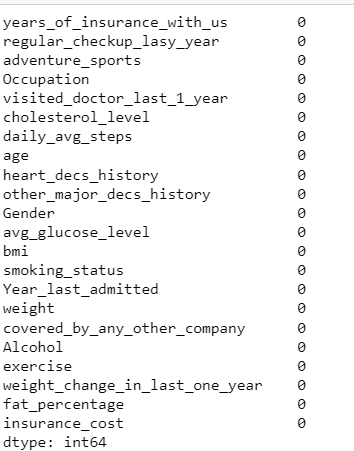 years_of_insurance_with_us 0
regular_checkup_lasy_year 0
adventure_sports 0
Occupation 0
visited_doctor_last_1_year 0
cholesterol_level 0
daily_avg_steps 0
age 0
heart_decs_history 0
other_major_decs_history 0
Gender 0
avg_glucose_level 0
bmi 0
smoking_status 0
Year_last_admitted 0
weight 0
covered_by_any_other_company 0
Alcohol 0
exercise 0
weight_change_in_last_one_year 0
fat_percentage 0
insurance_cost 0
dtype: int64